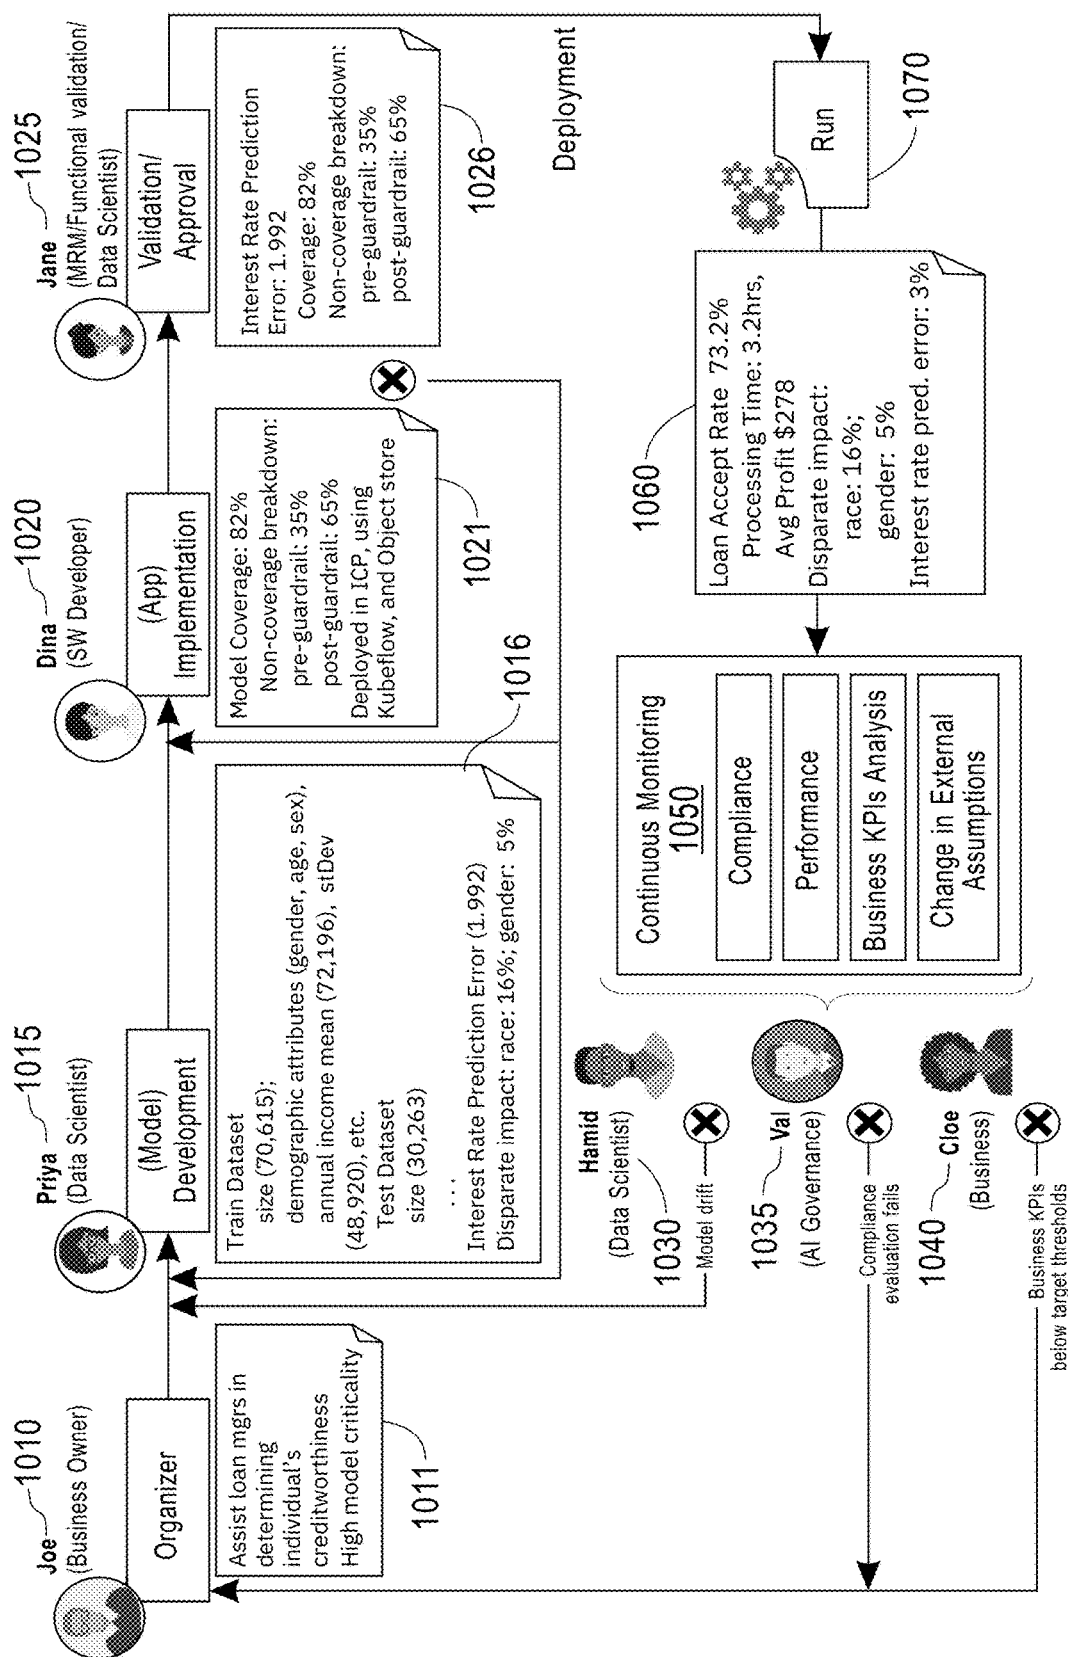 Joe 1010
(Business Owner)
Organizer
Assist loan mgrs in
determining
individual's
creditworthiness
High model criticality
1011
Priya 1015
(Data Scientist)
(Model)
Development
Train Dataset
size (70,615);
demographic attributes (gender, age, sex),
annual income mean (72,196), stDev
(48,920), etc.
Test Dataset
size (30,263)
...
Interest Rate Prediction Error (1.992)
Disparate impact: race: 16%; gender: 5%
1016
Dina 1020
(SW Developer)
(App)
Implementation
Model Coverage: 82%
Non-coverage breakdown:
pre-guardrail: 35%
post-guardrail: 65%
Deployed in ICP, using
Kubeflow, and Object store
1021
Jane 1025
(MRM/Functional validation/
Data Scientist)
Validation/
Approval
Interest Rate Prediction
Error: 1.992
Coverage: 82%
Non-coverage breakdown:
pre-guardrail: 35%
post-guardrail: 65%
1026
Deployment
Run
1070
1060
Loan Accept Rate 73.2%
Processing Time: 3.2hrs,
Avg Profit $278
Disparate impact:
race: 16%;
gender: 5%
Interest rate pred. error: 3%
Continuous Monitoring
1050
Compliance
Performance
Business KPIs Analysis
Change in External
Assumptions
Hamid
(Data Scientist)
1030
Model drift
1035 Val
(AI Governance)
Compliance
evaluation fails
1040 Cloe
(Business)
Business KPIs
below target thresholds